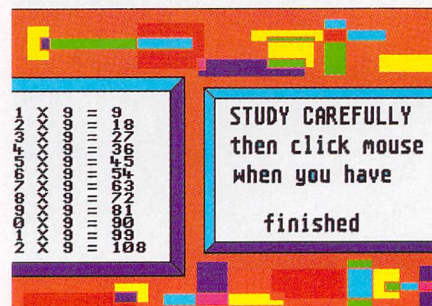 1 X 9 = 9
2 X 9 = 18
3 X 9 = 27
4 X 9 = 36
5 X 9 = 45
6 X 9 = 54
7 X 9 = 63
8 X 9 = 72
9 X 9 = 81
0 X 9 = 90
1 X 9 = 99
2 X 9 = 108
STUDY CAREFULLY
then click mouse
when you have
finished